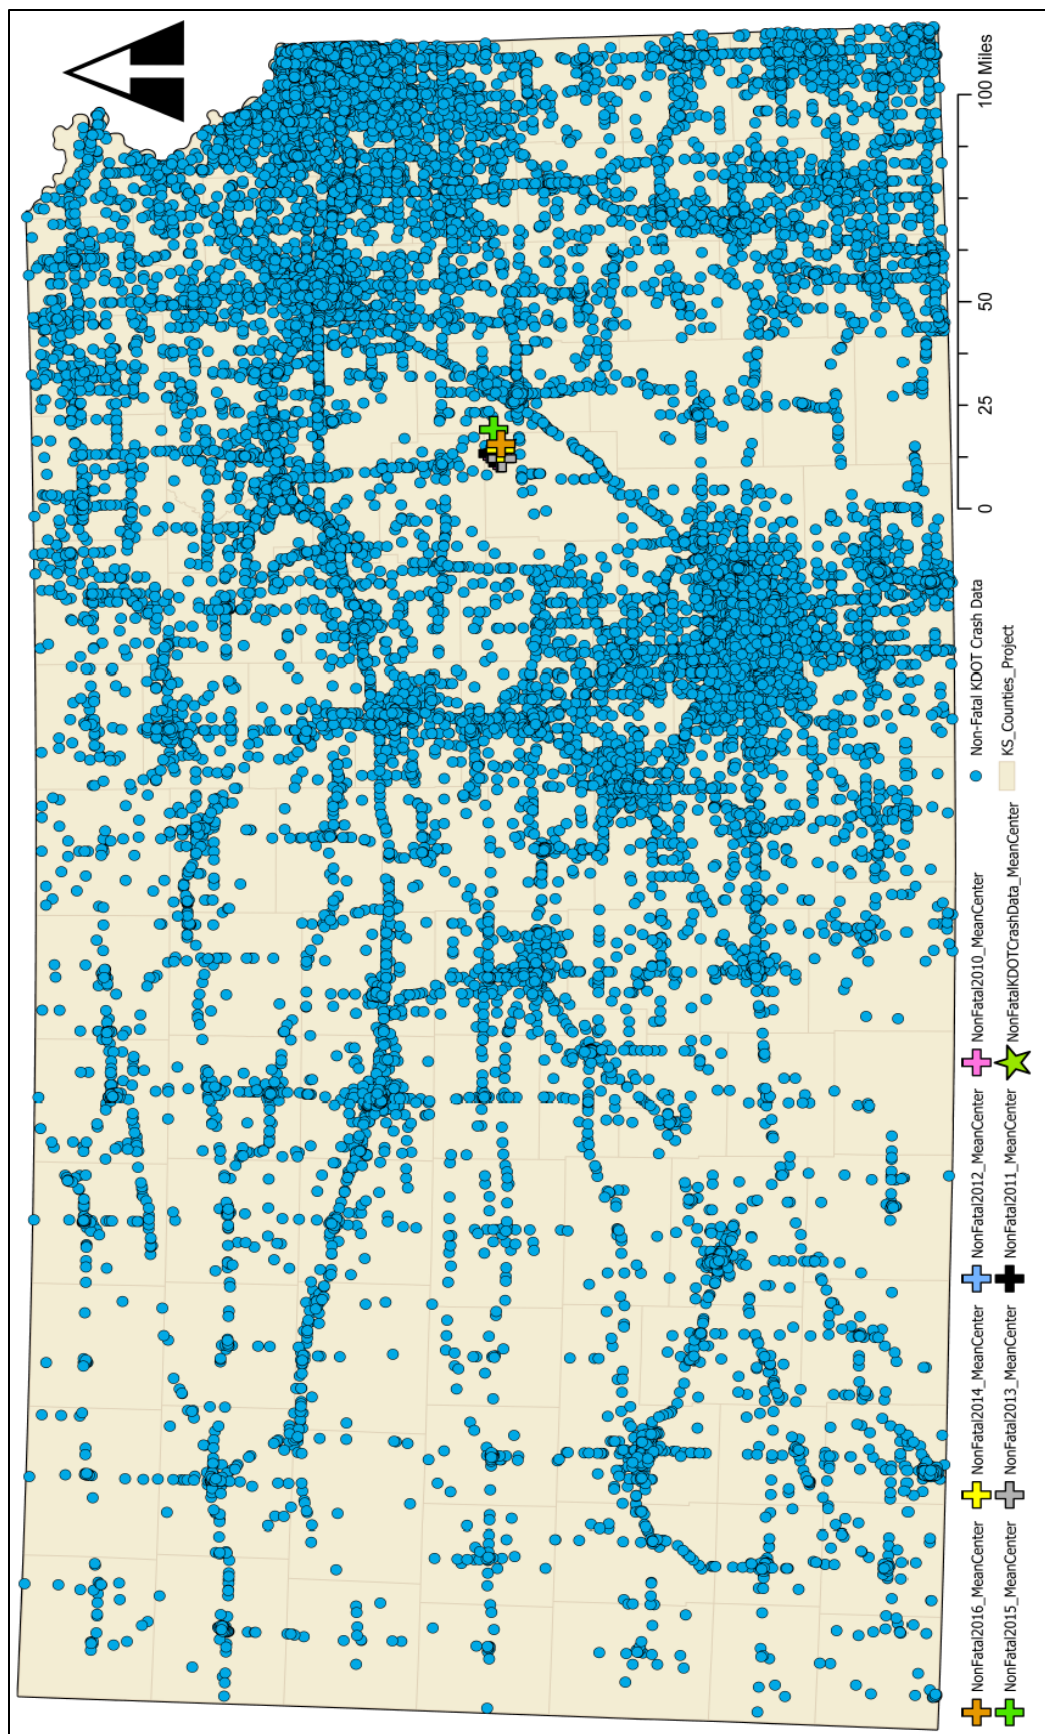 0 25 50 100 Miles
NonFatal2016_MeanCenter NonFatal2014_MeanCenter NonFatal2012_MeanCenter NonFatal2010_MeanCenter Non-Fatal KDOT Crash Data
NonFatal2015_MeanCenter NonFatal2013_MeanCenter NonFatal2011_MeanCenter NonFatalKDOTCrashData_MeanCenter KS_Counties_Project